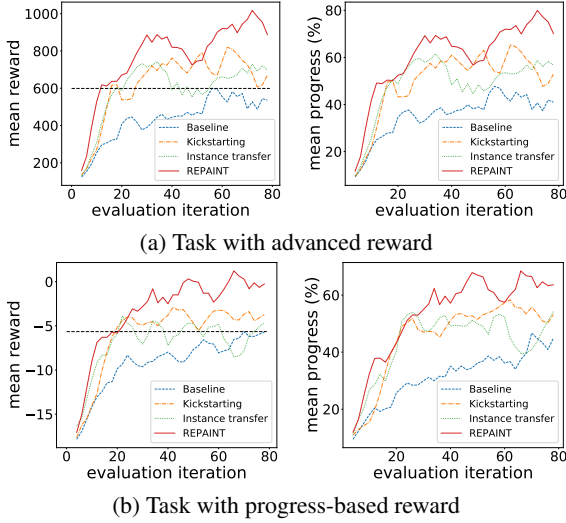 1000
800
600
400
200
mean reward
0
20
40
60
80
evaluation iteration
Baseline
Kickstarting
Instance transfer
REPAINT
80
60
40
20
mean progress (%)
0
20
40
60
80
evaluation iteration
Baseline
Kickstarting
Instance transfer
REPAINT
(a) Task with advanced reward
0
−5
−10
−15
mean reward
0
20
40
60
80
evaluation iteration
Baseline
Kickstarting
Instance transfer
REPAINT
60
40
20
mean progress (%)
0
20
40
60
80
evaluation iteration
Baseline
Kickstarting
Instance transfer
REPAINT
(b) Task with progress-based reward